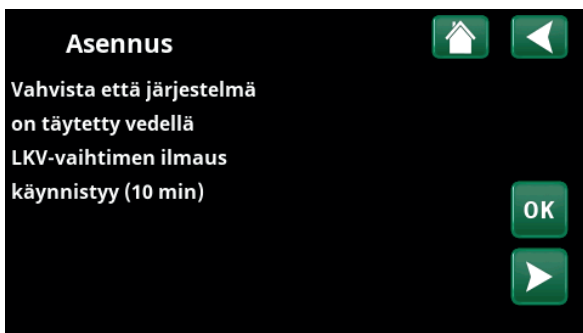 Asennus
Vahvista että järjestelmä
on täytetty vedellä
LKV-vaihtimen ilmaus
käynnistyy (10 min)
OK